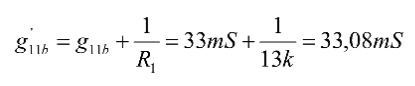 g'₁₁b = g₁₁b + 1/R₁ = 33mS + 1/13k = 33,08mS